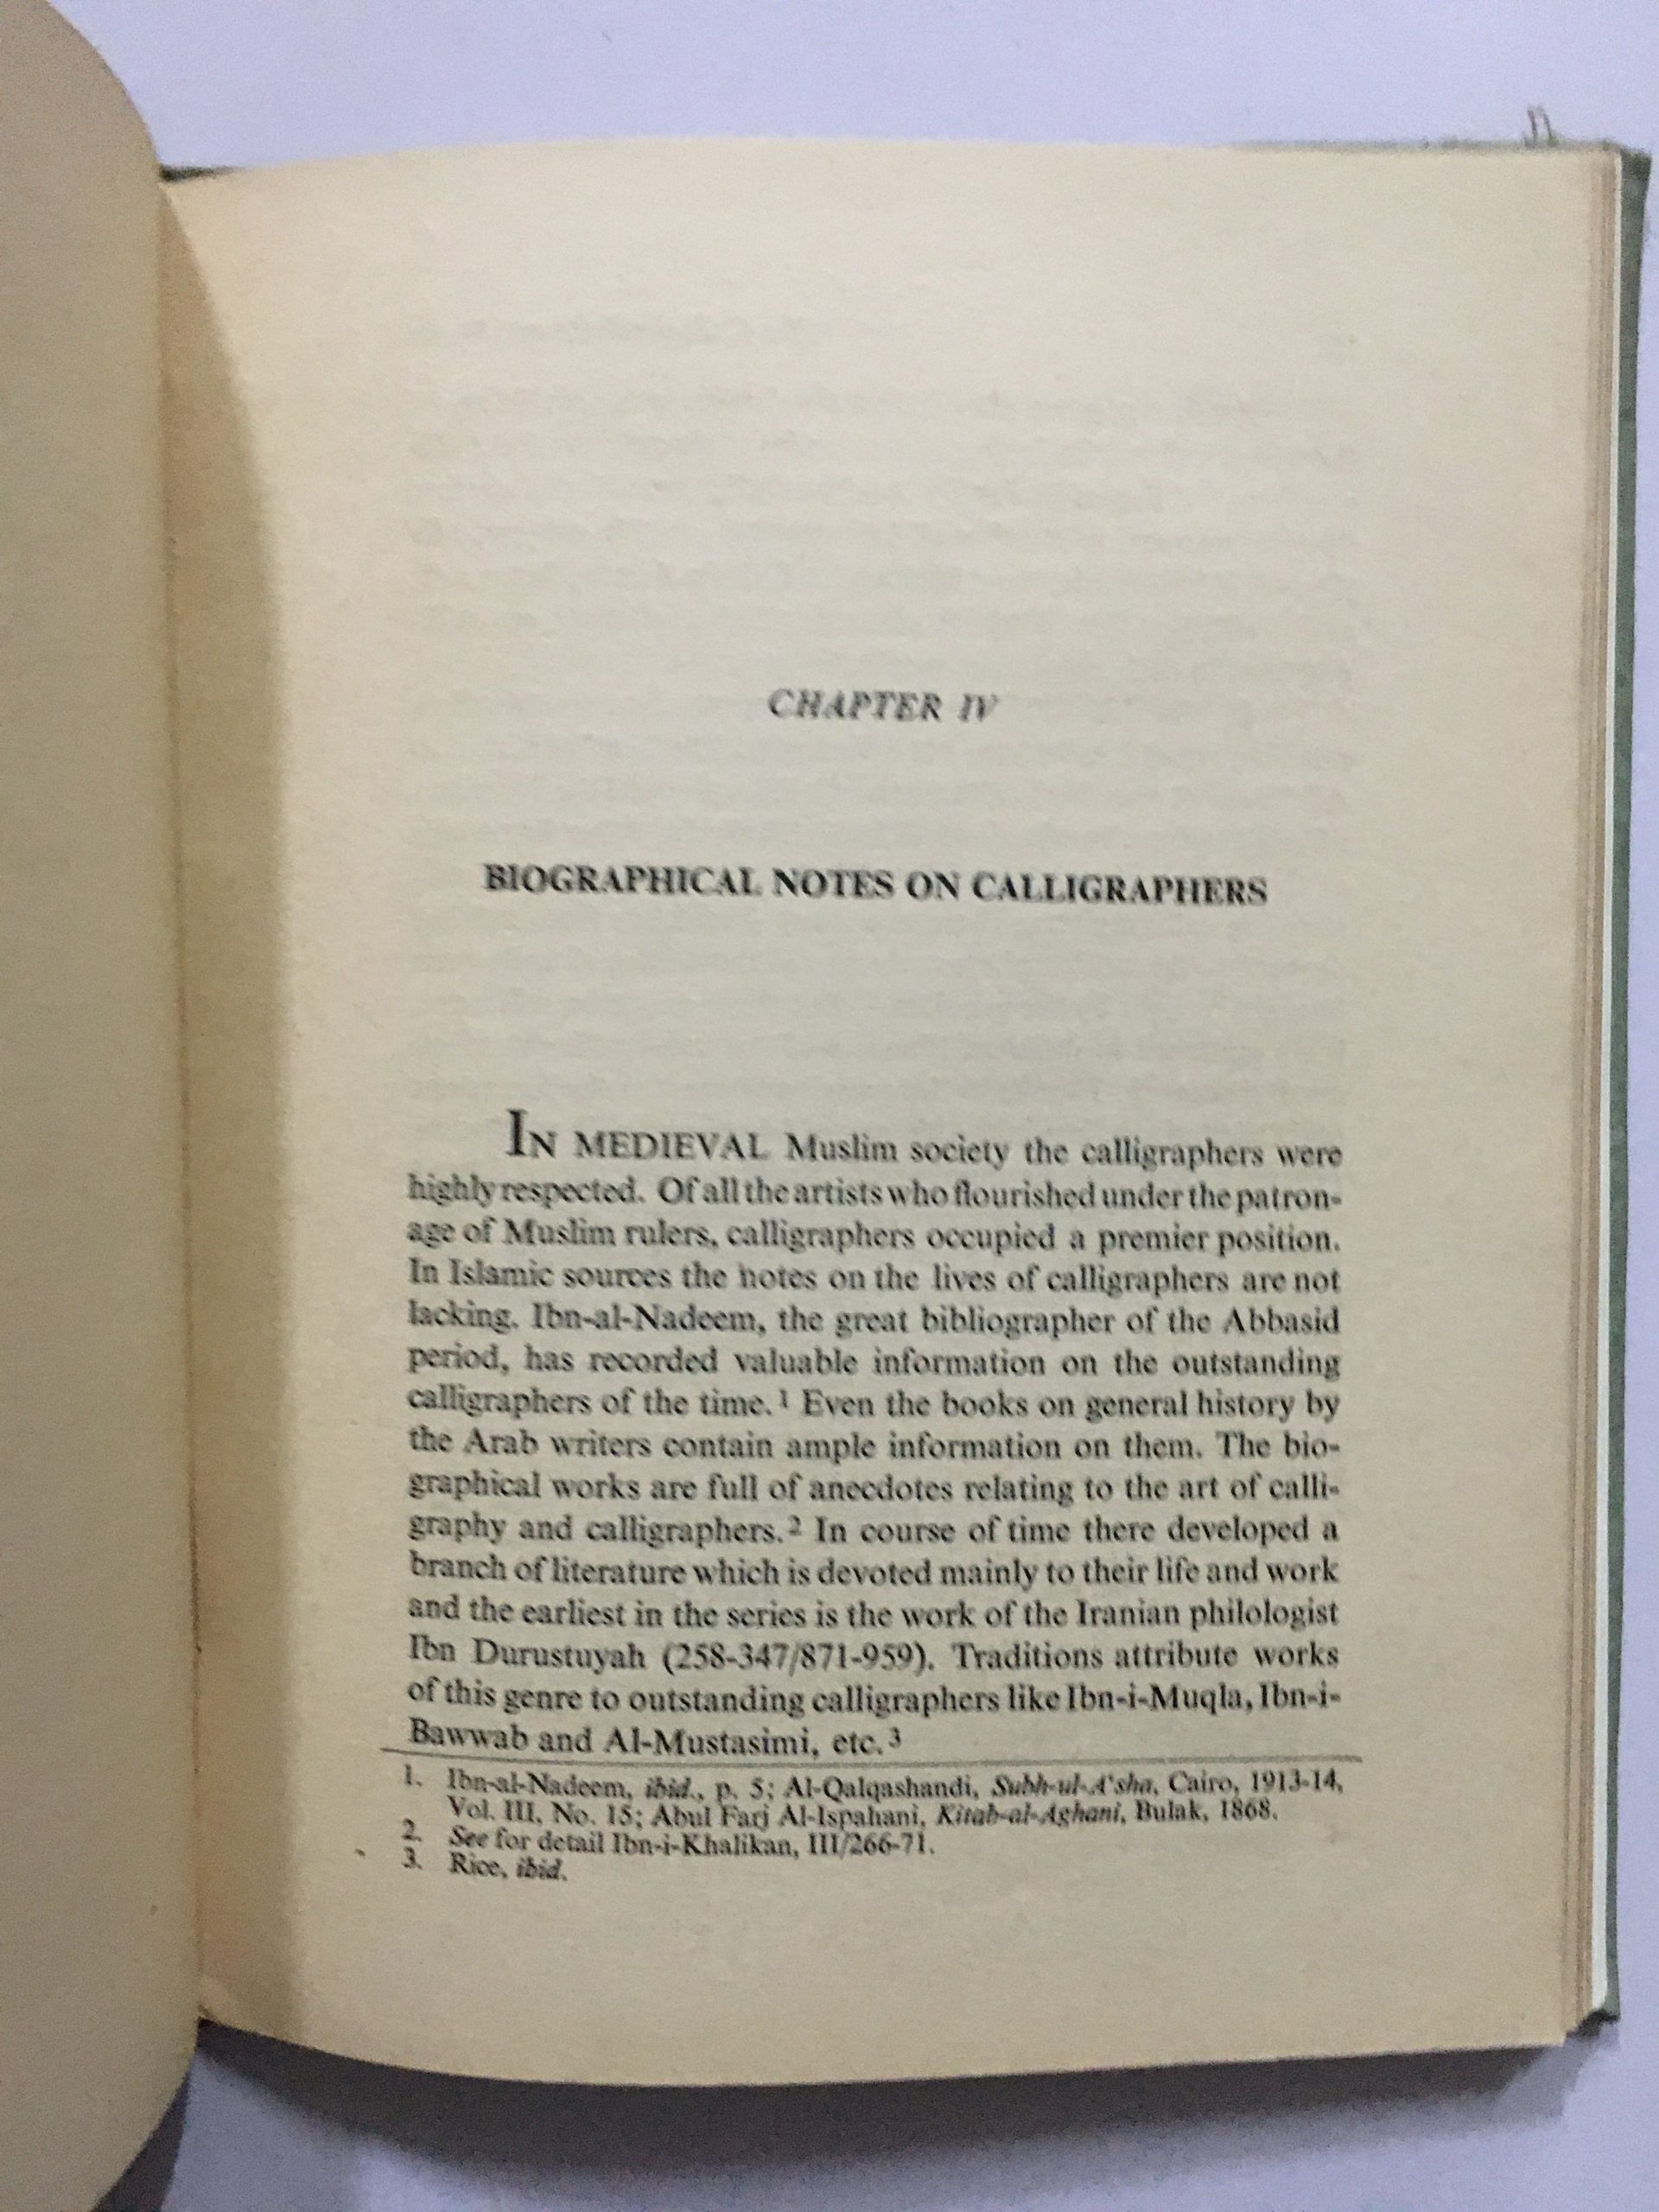 CHAPTER IV
BIOGRAPHICAL NOTES ON CALLIGRAPHERS
IN MEDIEVAL Muslim society the calligraphers were
highly respected. Of all the artists who flourished under the patron-
age of Muslim rulers, calligraphers occupied a premier position.
In Islamic sources the notes on the lives of calligraphers are not
lacking. Ibn-al-Nadeem, the great bibliographer of the Abbasid
period, has recorded valuable information on the outstanding
calligraphers of the time.1 Even the books on general history by
the Arab writers contain ample information on them. The bio-
graphical works are full of anecdotes relating to the art of calli-
graphy and calligraphers.2 In course of time there developed a
branch of literature which is devoted mainly to their life and work
and the earliest in the series is the work of the Iranian philologist
Ibn Durustuyah (258-347/871-959). Traditions attribute works
of this genre to outstanding calligraphers like Ibn-i-Muqla, Ibn-i-
Bawwab and Al-Mustasimi, etc.3
1. Ibn-al-Nadeem, ibid., p. 5; Al-Qalqashandi, Subh-ul-A'sha, Cairo, 1913-14,
Vol. III, No. 15; Abul Farj Al-Ispahani, Kitab-al-Aghani, Bulak, 1868.
2. See for detail Ibn-i-Khalikan, III/266-71.
3. Rice, ibid.